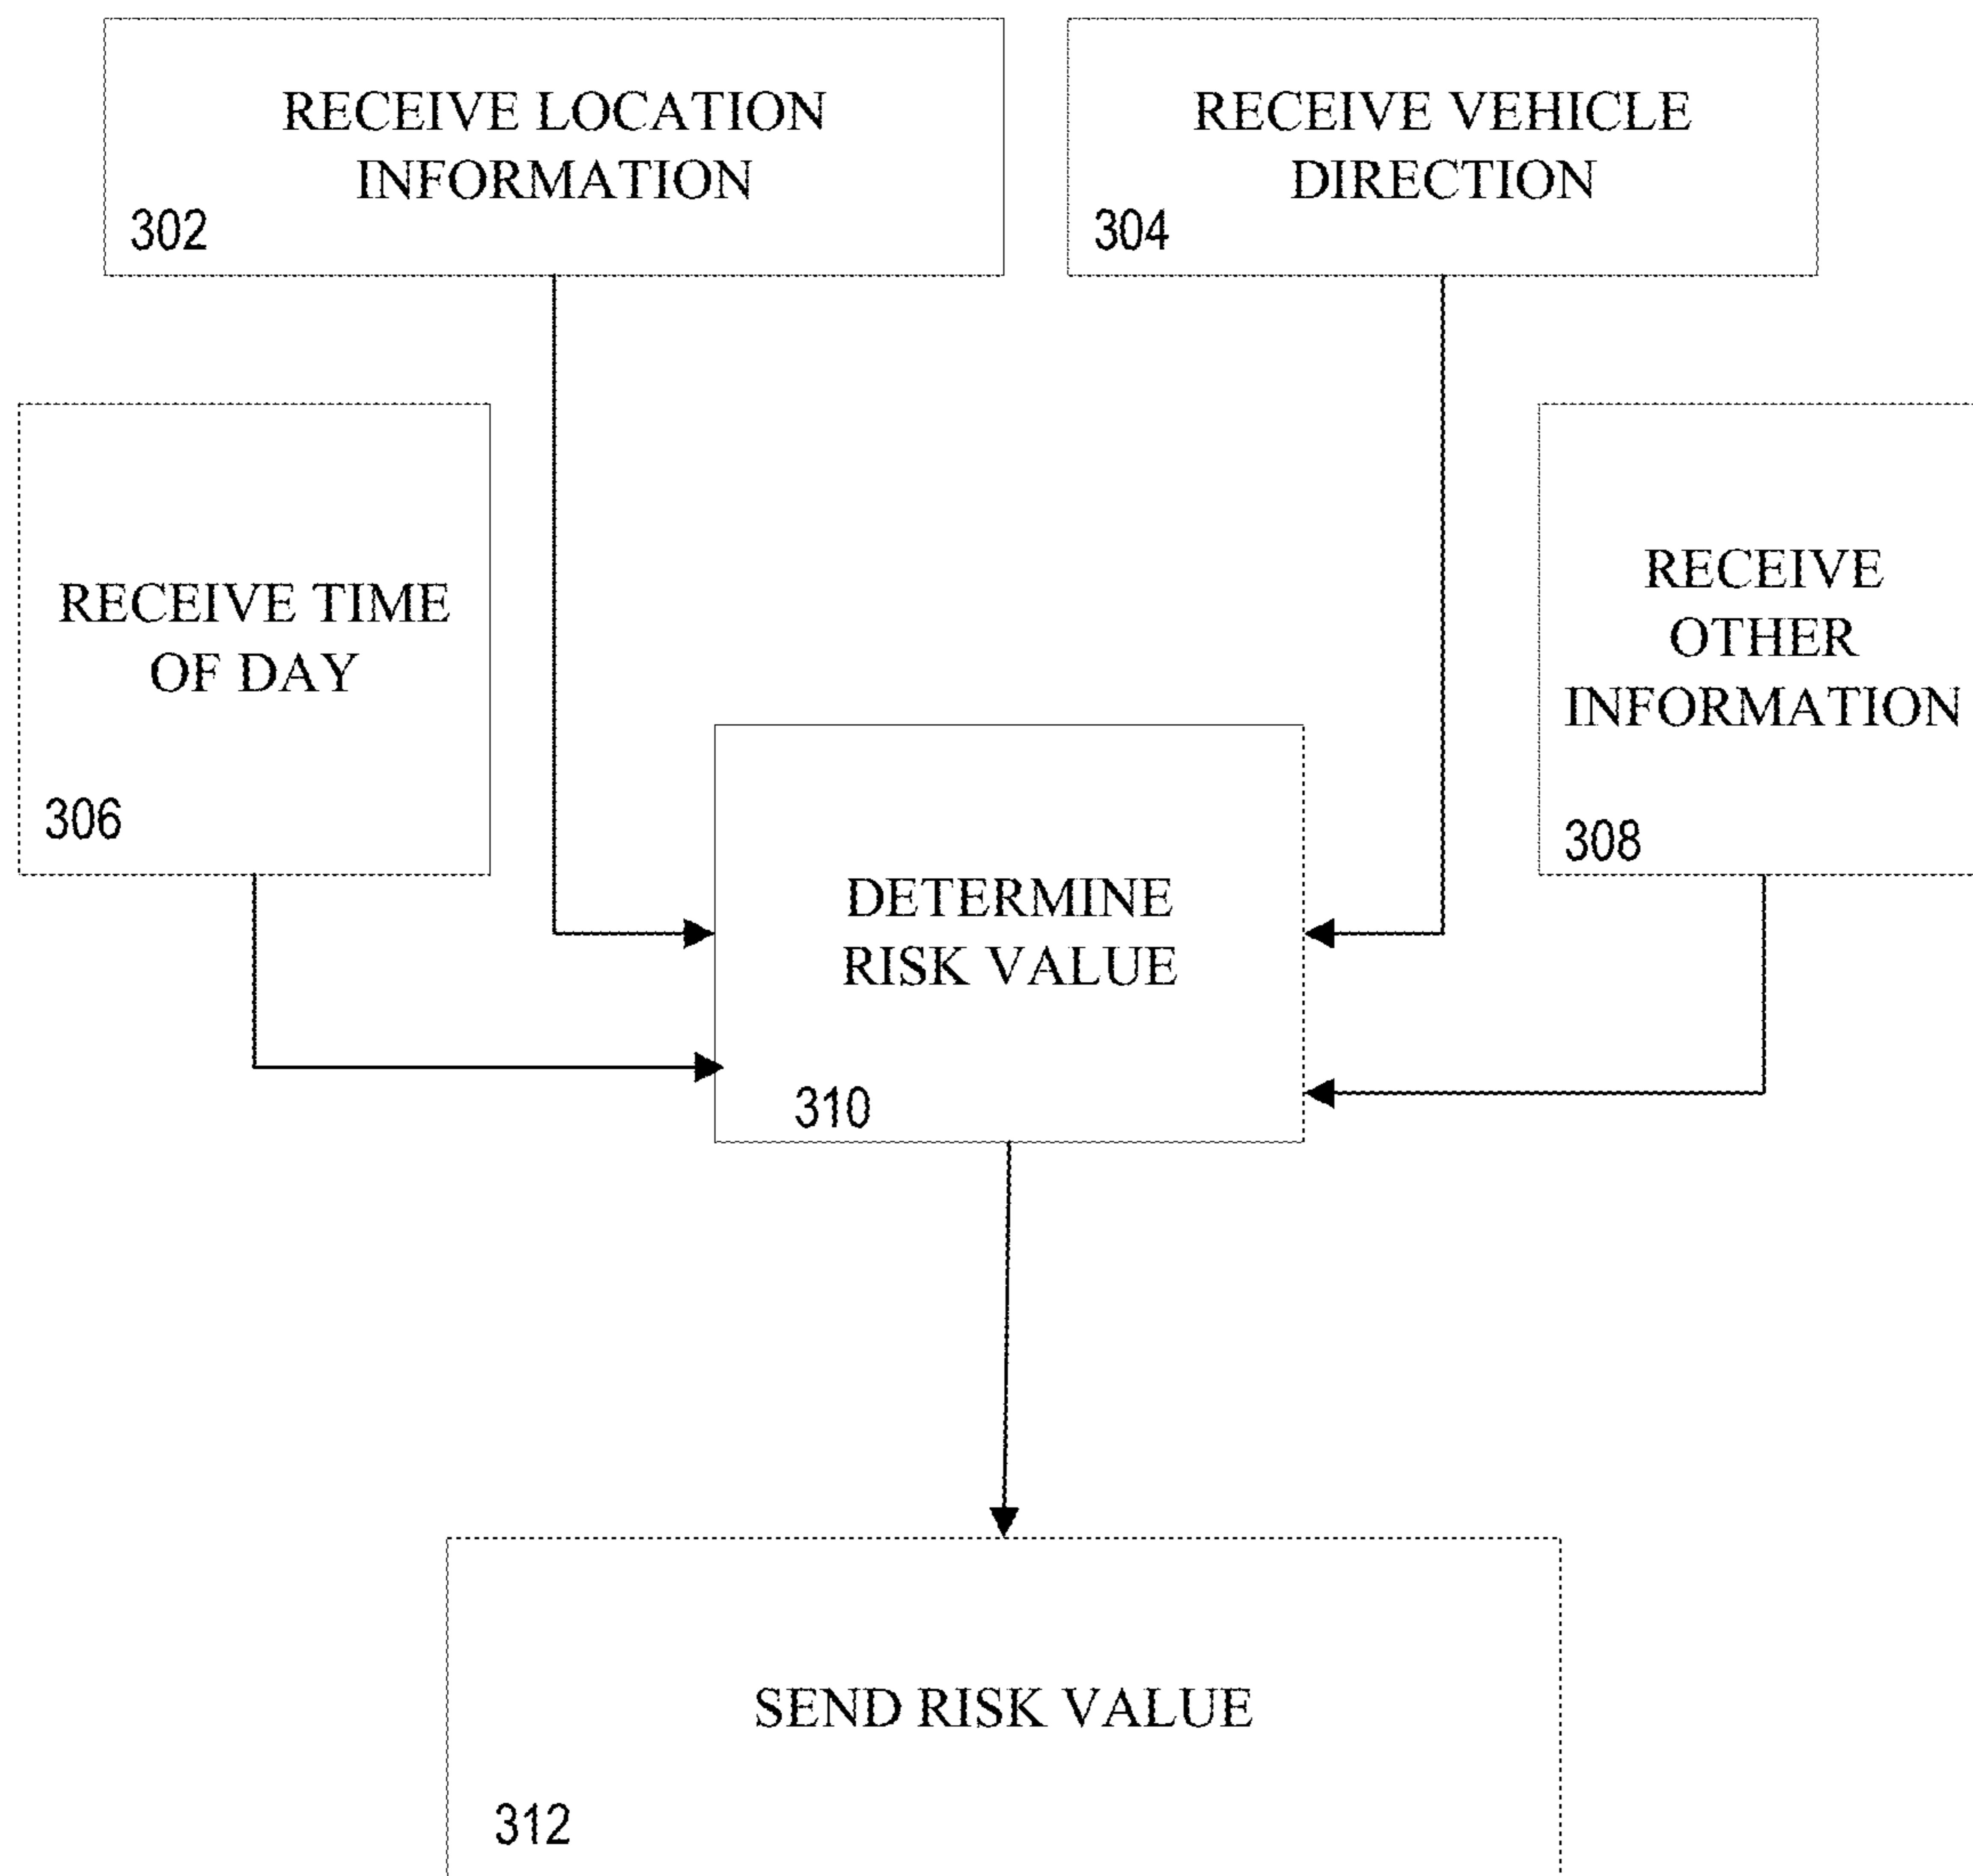 RECEIVE LOCATION
INFORMATION
302
RECEIVE VEHICLE
DIRECTION
304
RECEIVE TIME
OF DAY
306
RECEIVE
OTHER
INFORMATION
308
DETERMINE
RISK VALUE
310
SEND RISK VALUE
312